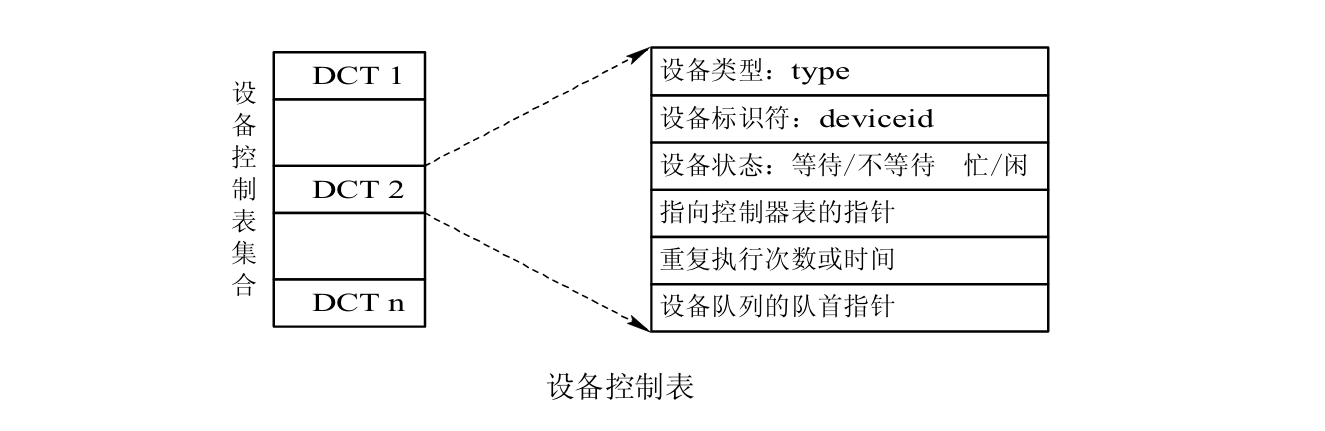 设备控制表集合
DCT 1
DCT 2
DCT n
设备类型：type
设备标识符：deviceid
设备状态：等待/不等待 忙/闲
指向控制器表的指针
重复执行次数或时间
设备队列的队首指针
设备控制表